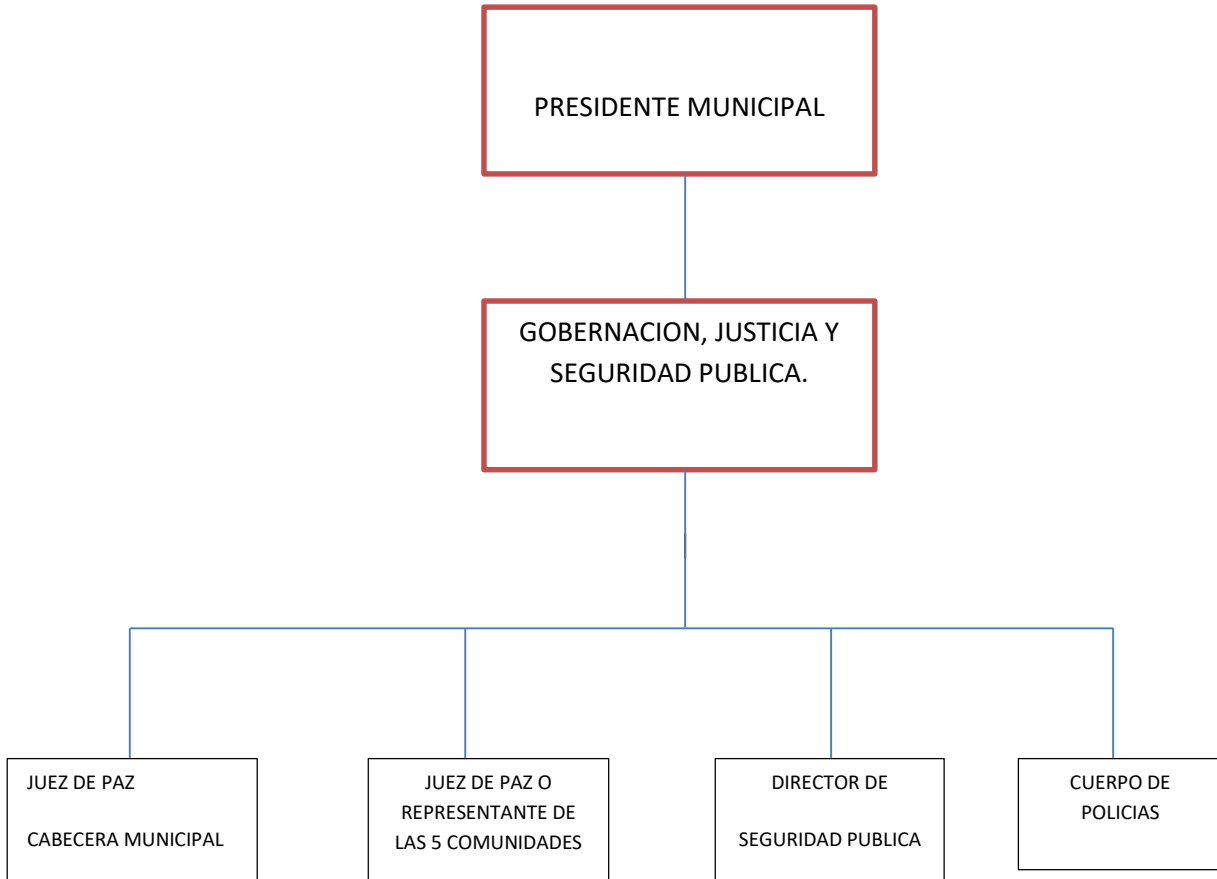 PRESIDENTE MUNICIPAL
GOBERNACION, JUSTICIA Y
SEGURIDAD PUBLICA.
JUEZ DE PAZ
CABECERA MUNICIPAL
JUEZ DE PAZ O
REPRESENTANTE DE
LAS 5 COMUNIDADES
DIRECTOR DE
SEGURIDAD PUBLICA
CUERPO DE
POLICIAS